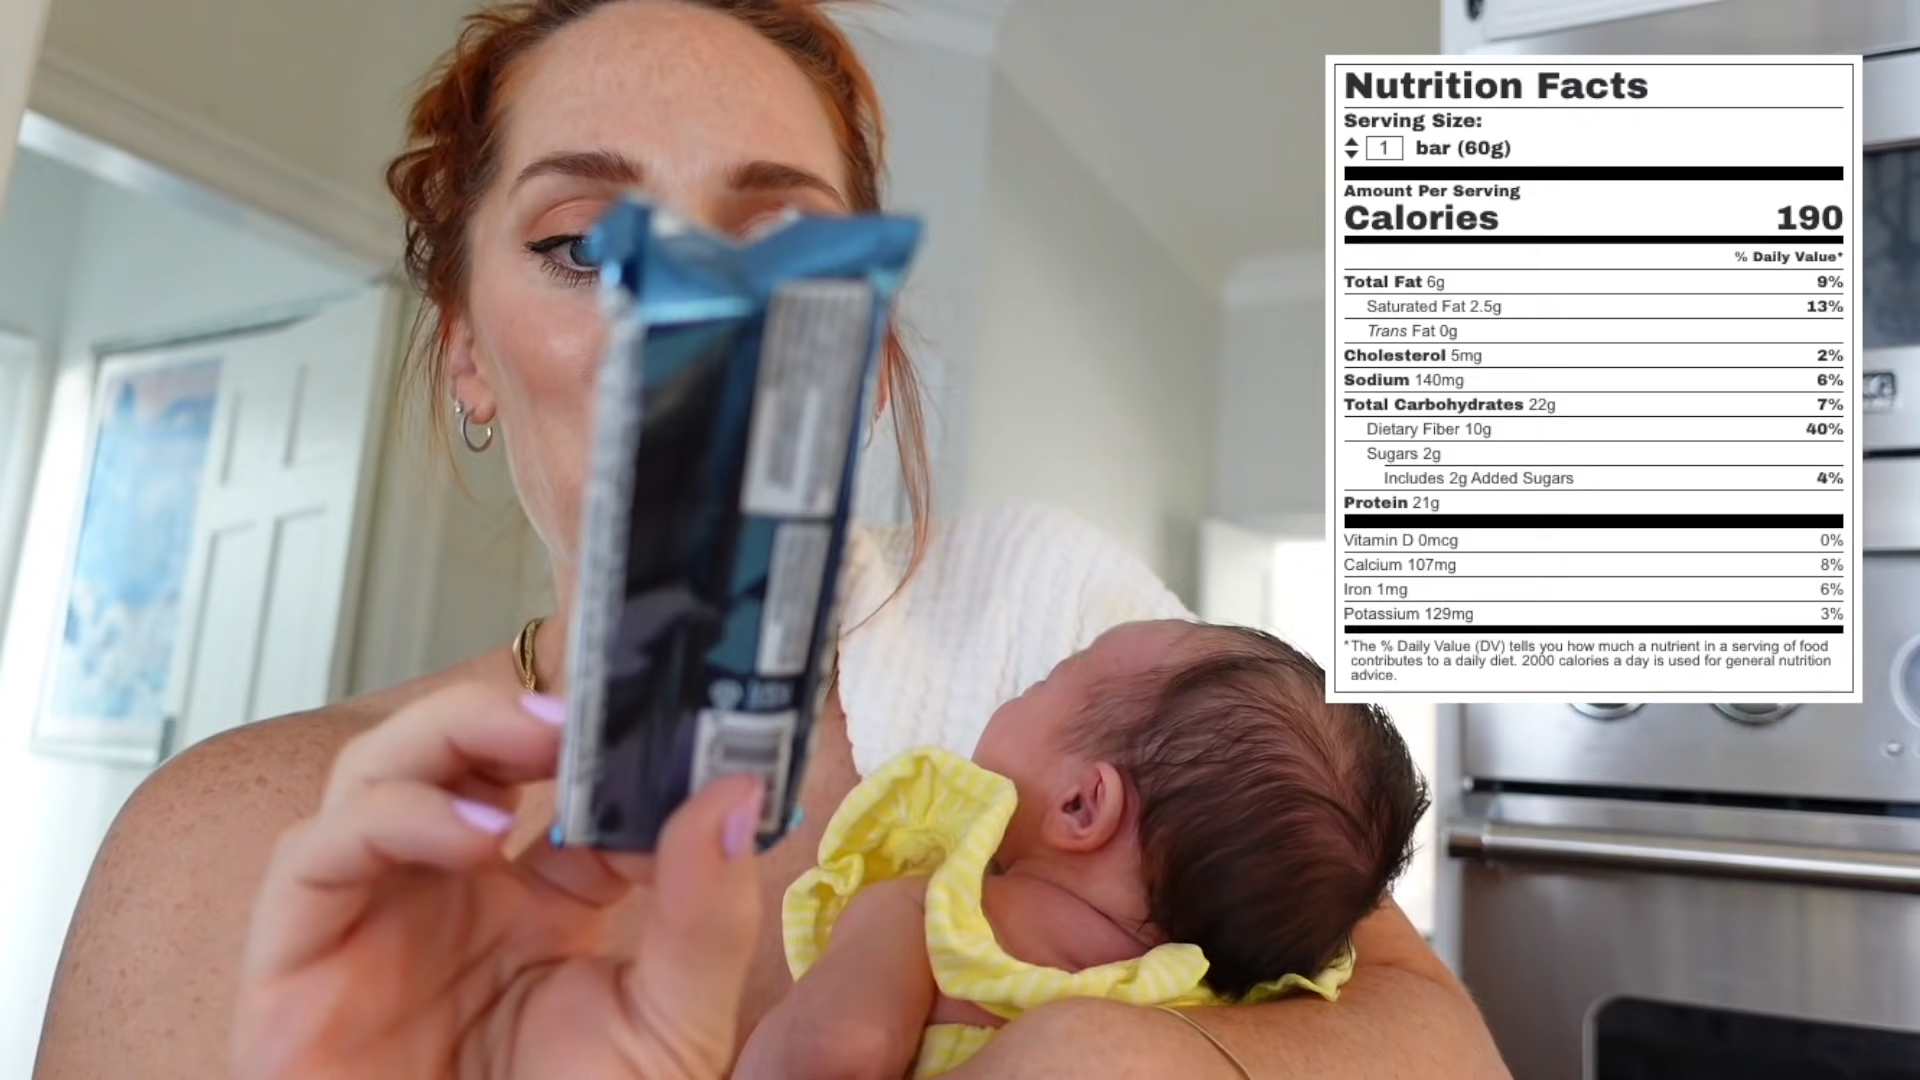 Nutrition Facts
Serving Size:
1 bar (60g)
Amount Per Serving
Calories 190
% Daily Value*
Total Fat 6g 9%
Saturated Fat 2.5g 13%
Trans Fat 0g
Cholesterol 5mg 2%
Sodium 140mg 6%
Total Carbohydrates 22g 7%
Dietary Fiber 10g 40%
Sugars 2g
Includes 2g Added Sugars 4%
Protein 21g
Vitamin D 0mcg 0%
Calcium 107mg 8%
Iron 1mg 6%
Potassium 129mg 3%
*The % Daily Value (DV) tells you how much a nutrient in a serving of food
contributes to a daily diet. 2000 calories a day is used for general nutrition
advice.